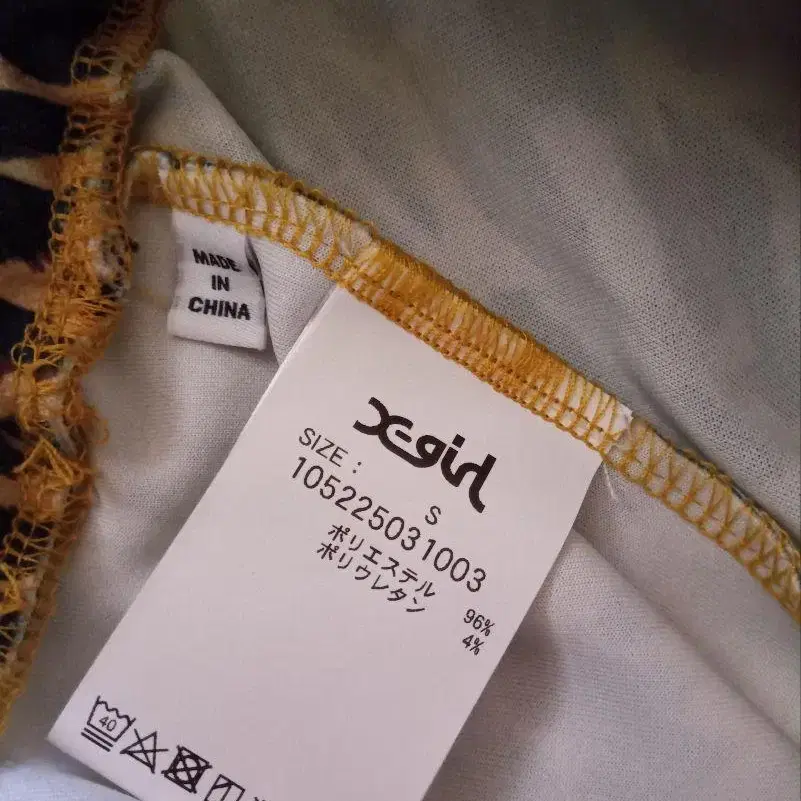 MADE
IN
CHINA
X-girl
SIZE : S
105225031003
ポリエステル 96%
ポリウレタン 4%
40